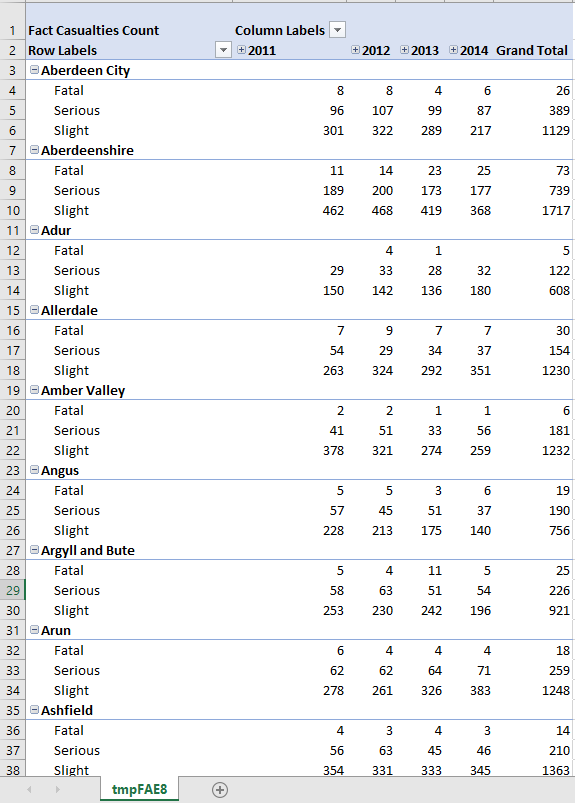 1 Fact Casualties Count Column Labels
2 Row Labels 2011 2012 2013 2014 Grand Total
3 Aberdeen City
4 Fatal 8 8 4 6 26
5 Serious 96 107 99 87 389
6 Slight 301 322 289 217 1129
7 Aberdeenshire
8 Fatal 11 14 23 25 73
9 Serious 189 200 173 177 739
10 Slight 462 468 419 368 1717
11 Adur
12 Fatal 4 1 5
13 Serious 29 33 28 32 122
14 Slight 150 142 136 180 608
15 Allerdale
16 Fatal 7 9 7 7 30
17 Serious 54 29 34 37 154
18 Slight 263 324 292 351 1230
19 Amber Valley
20 Fatal 2 2 1 1 6
21 Serious 41 51 33 56 181
22 Slight 378 321 274 259 1232
23 Angus
24 Fatal 5 5 3 6 19
25 Serious 57 45 51 37 190
26 Slight 228 213 175 140 756
27 Argyll and Bute
28 Fatal 5 4 11 5 25
29 Serious 58 63 51 54 226
30 Slight 253 230 242 196 921
31 Arun
32 Fatal 6 4 4 4 18
33 Serious 62 62 64 71 259
34 Slight 278 261 326 383 1248
35 Ashfield
36 Fatal 4 3 4 3 14
37 Serious 56 63 45 46 210
38 Slight 354 331 333 345 1363
tmpFAE8